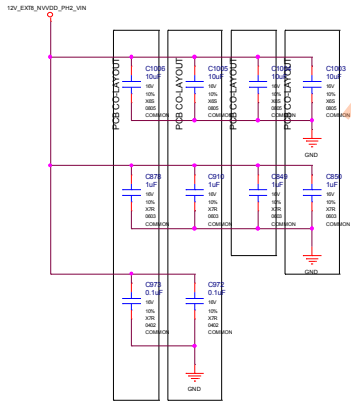 12V_EXT8_NVVDD_PH2_VIN
PCB CO-LAYOUT
PCB CO-LAYOUT
PCB CO-LAYOUT
PCB CO-LAYOUT
C1006
10uF
16V
10%
X6S
0805
COMMON
C1005
10uF
16V
10%
X6S
0805
COMMON
C1004
10uF
16V
10%
X6S
0805
COMMON
C1003
10uF
16V
10%
X6S
0805
COMMON
GND
C878
1uF
16V
10%
X7R
0603
COMMON
C910
1uF
16V
10%
X7R
0603
COMMON
C849
1uF
16V
10%
X7R
0603
COMMON
C850
1uF
16V
10%
X7R
0603
COMMON
GND
C973
0.1uF
16V
10%
X7R
0402
COMMON
C972
0.1uF
16V
10%
X7R
0402
COMMON
GND